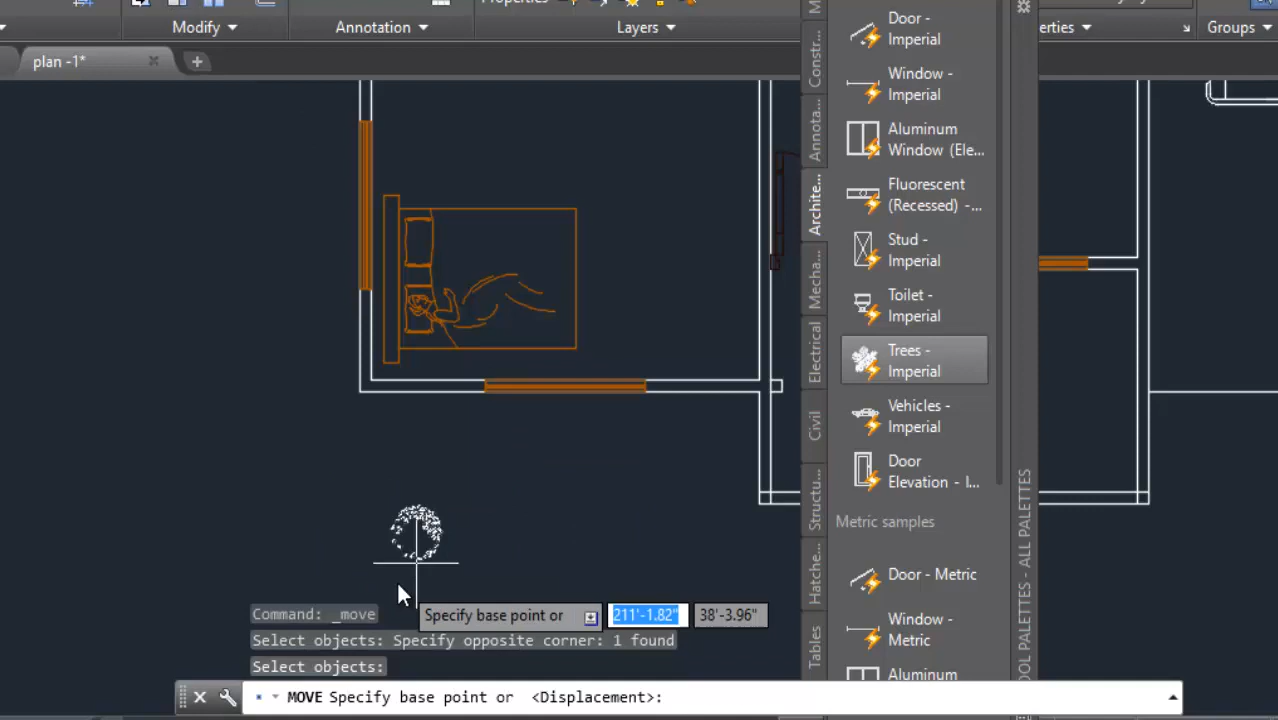 Properties
Modify
Annotation
Layers
erties
Groups
plan -1*
Constr...
Annota...
Archite...
Mecha...
Electrical
Civil
Structu...
Hatche...
Tables
Door -
Imperial
Window -
Imperial
Aluminum
Window (Ele...
Fluorescent
(Recessed) -...
Stud -
Imperial
Toilet -
Imperial
Trees -
Imperial
Vehicles -
Imperial
Door
Elevation - I...
Metric samples
Door - Metric
Window -
Metric
Aluminum
OOL PALETTES - ALL PALETTES
Command: _move
Specify base point or
211'-1.82"
38'-3.96"
Select objects: Specify opposite corner: 1 found
Select objects:
MOVE Specify base point or <Displacement>: